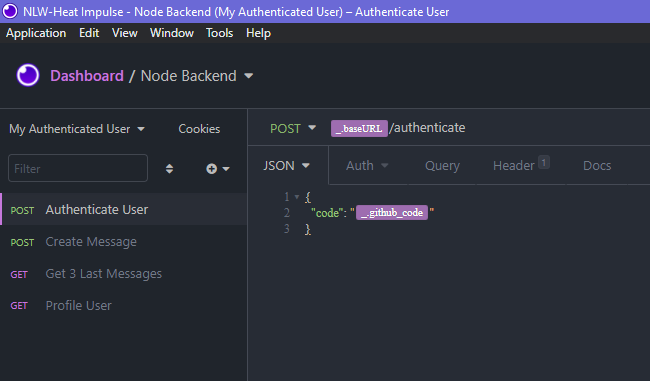 NLW-Heat Impulse - Node Backend (My Authenticated User) – Authenticate User
Application Edit View Window Tools Help
Dashboard / Node Backend
My Authenticated User Cookies
Filter
POST Authenticate User
POST Create Message
GET Get 3 Last Messages
GET Profile User
POST _.baseURL /authenticate
JSON Auth Query Header 1 Docs
1 {
2 "code": " _.github_code "
3 }